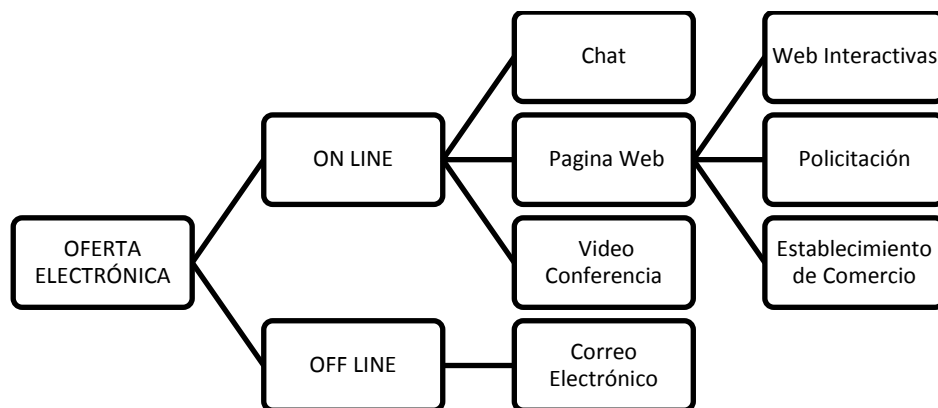 OFERTA
ELECTRÓNICA
ON LINE
Chat
Pagina Web
Web Interactivas
Policitación
Establecimiento
de Comercio
Video
Conferencia
OFF LINE
Correo
Electrónico